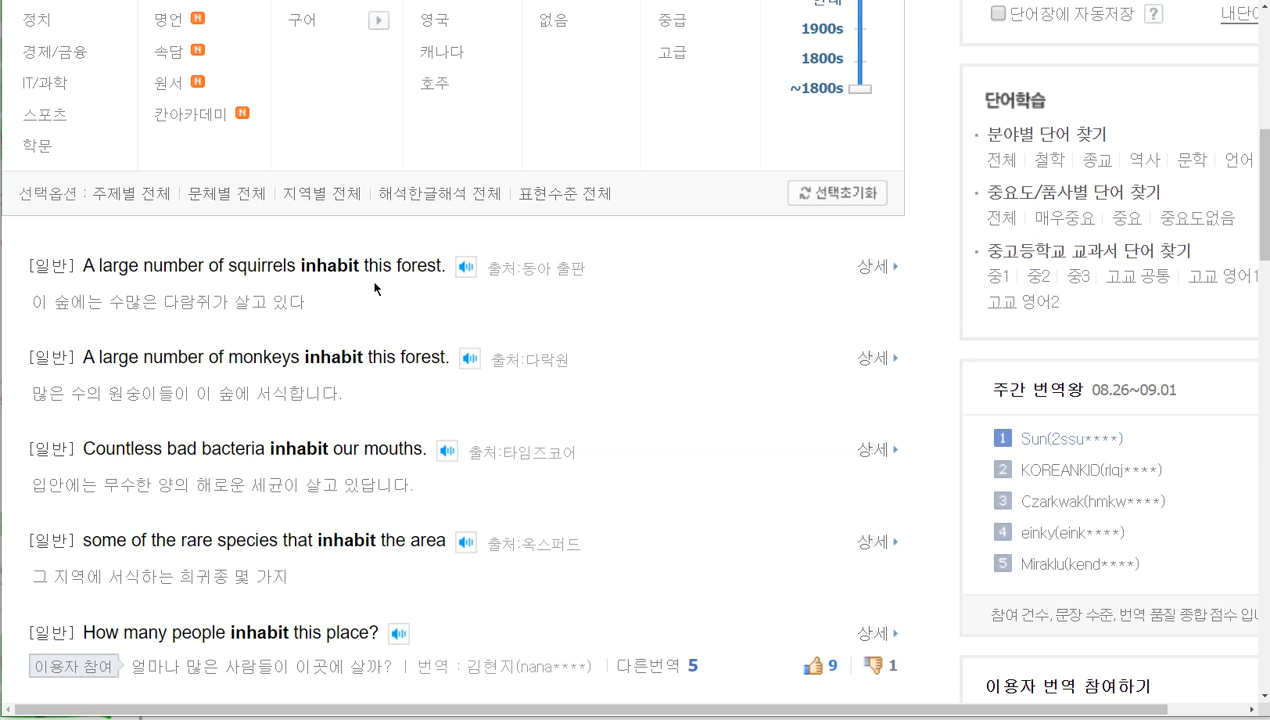 정치 명언 N 구어 영국 없음 중급
1900s
경제/금융 속담 N 캐나다 고급
1800s
IT/과학 원서 N 호주
~1800s
스포츠 칸아카데미 N
학문
선택옵션 : 주제별 전체 | 문체별 전체 | 지역별 전체 | 해석한글해석 전체 | 표현수준 전체 선택초기화
[일반] A large number of squirrels inhabit this forest. 출처:동아 출판 상세
이 숲에는 수많은 다람쥐가 살고 있다
[일반] A large number of monkeys inhabit this forest. 출처:다락원 상세
많은 수의 원숭이들이 이 숲에 서식합니다.
[일반] Countless bad bacteria inhabit our mouths. 출처:타임즈코어 상세
입안에는 무수한 양의 해로운 세균이 살고 있답니다.
[일반] some of the rare species that inhabit the area 출처:옥스퍼드 상세
그 지역에 서식하는 희귀종 몇 가지
[일반] How many people inhabit this place? 상세
이용자 참여 얼마나 많은 사람들이 이곳에 살까? | 번역 : 김현지(nana****) | 다른번역 5 9 1
단어장에 자동저장 ?
단어학습
· 분야별 단어 찾기
전체 | 철학 | 종교 | 역사 | 문학 | 언어
· 중요도/품사별 단어 찾기
전체 | 매우중요 | 중요 | 중요도없음
· 중고등학교 교과서 단어 찾기
중1 | 중2 | 중3 | 고교 공통 | 고교 영어1
고교 영어2
주간 번역왕 08.26~09.01
1 Sun(2ssu****)
2 KOREANKID(rlqj****)
3 Czarkwak(hmkw****)
4 einky(eink****)
5 Miraklu(kend****)
참여 건수, 문장 수준, 번역 품질 종합 점수 입
이용자 번역 참여하기